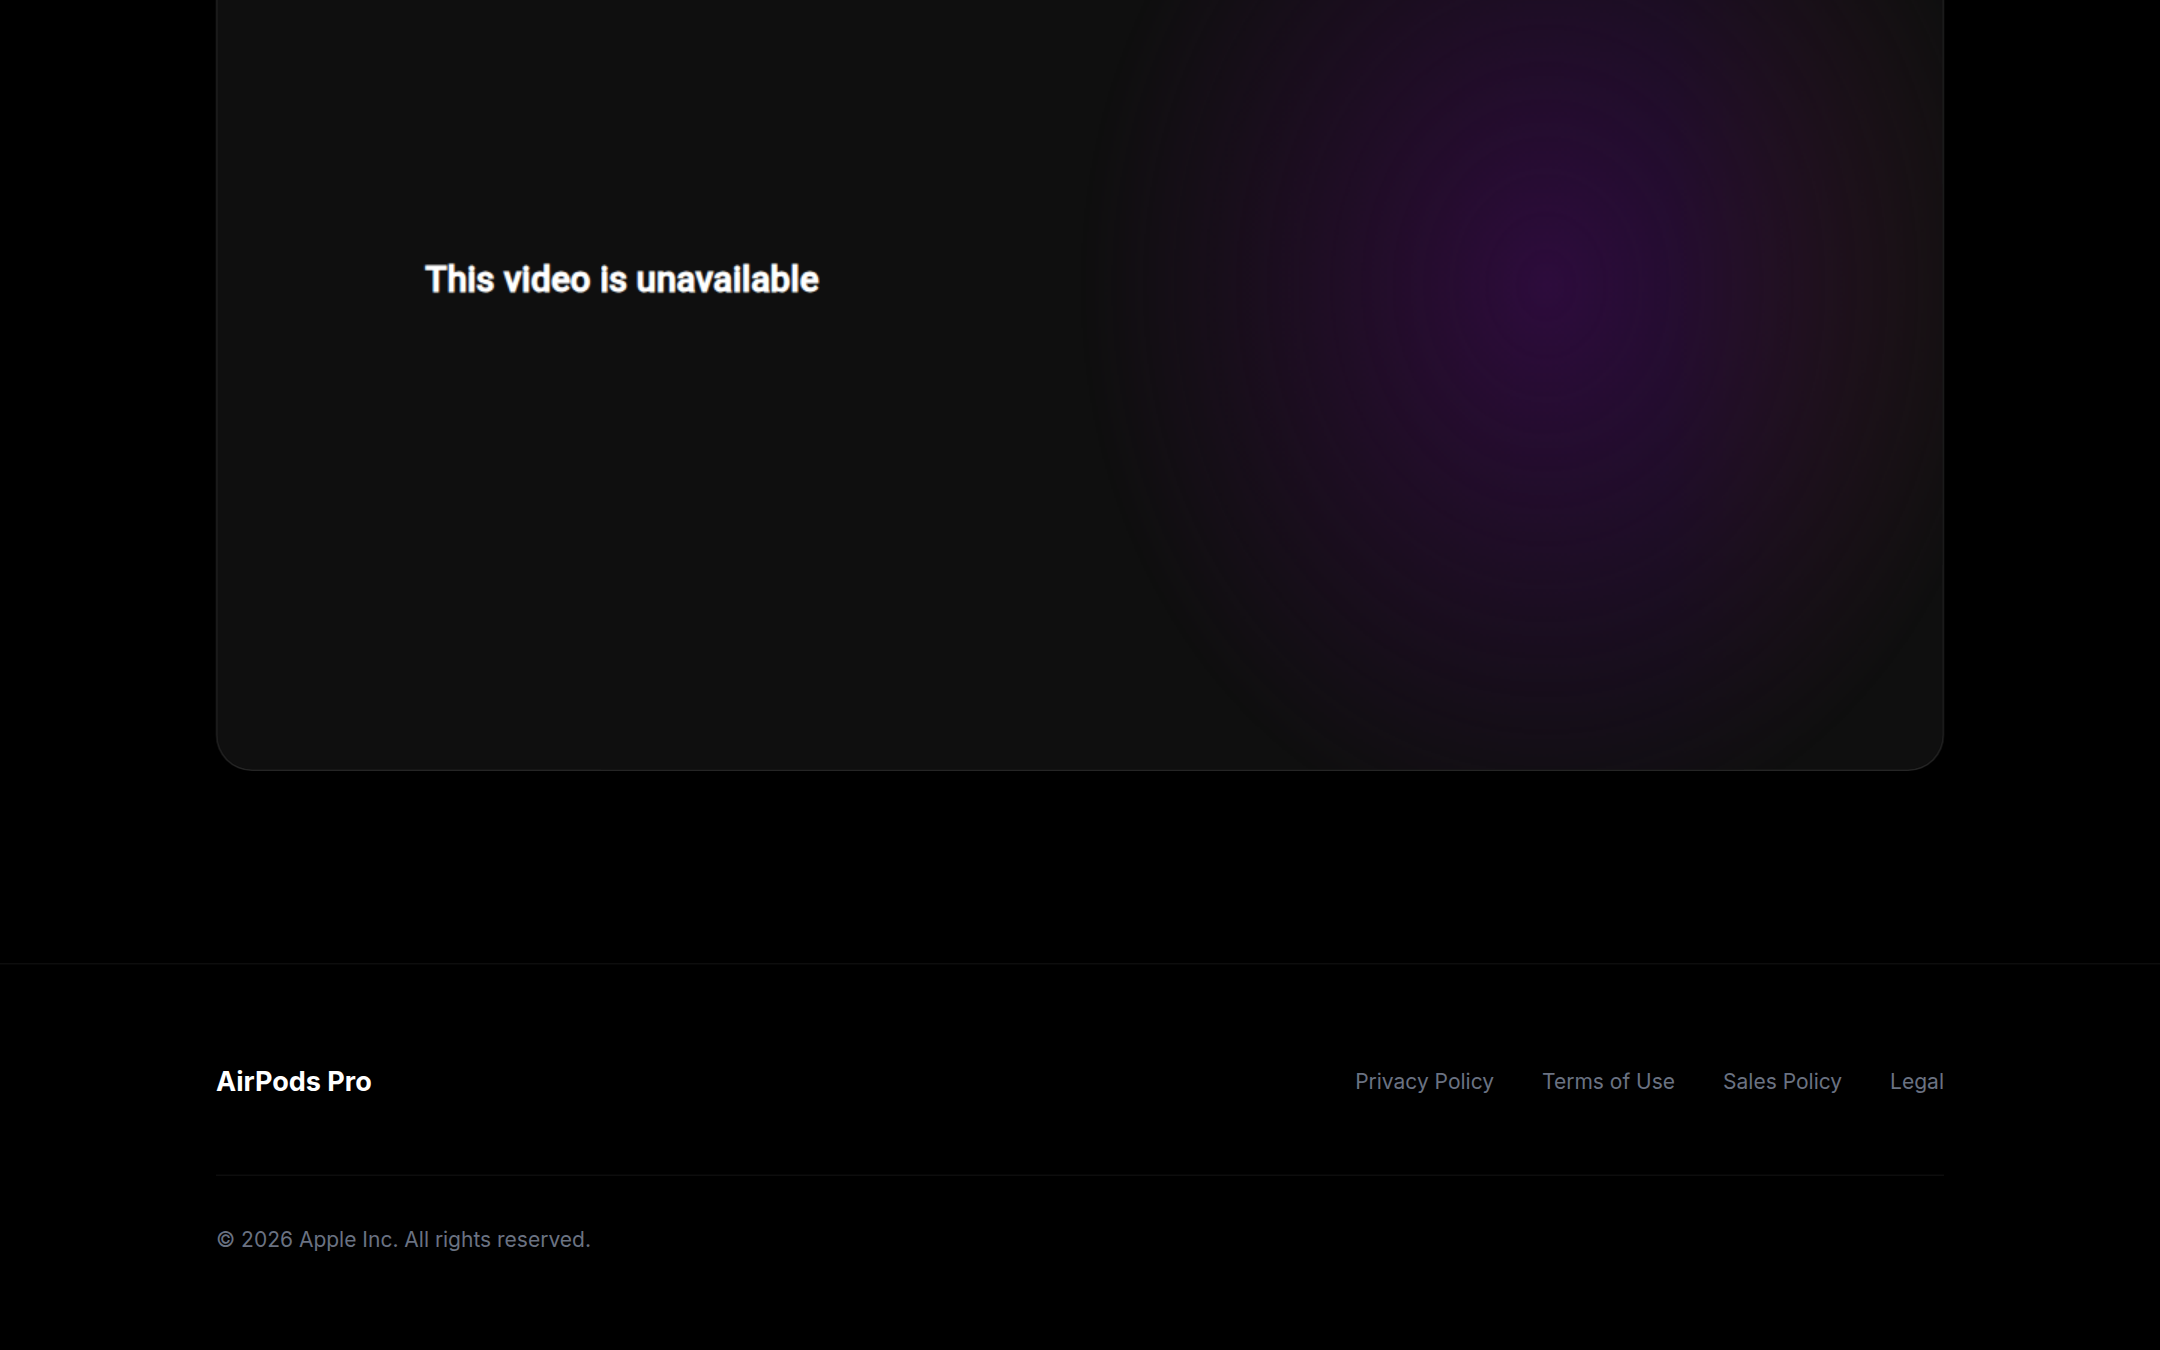 This video is unavailable
AirPods Pro
Privacy Policy Terms of Use Sales Policy Legal
© 2026 Apple Inc. All rights reserved.